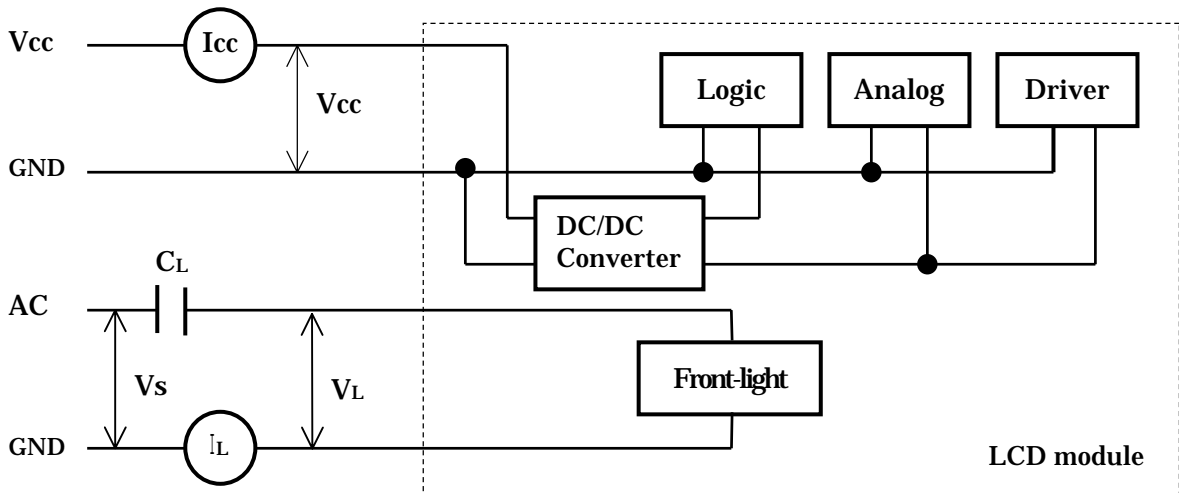 Vcc
Icc
Logic
Analog
Driver
Vcc
GND
DC/DC
Converter
CL
AC
Vs
VL
Front-light
GND
IL
LCD module